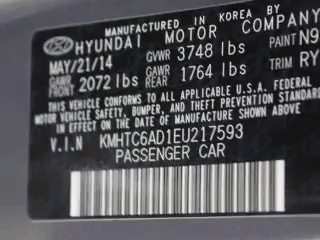 MANUFACTURED IN KOREA BY
HYUNDAI MOTOR COMPANY
MAY/21/14 GVWR 3748 lbs PAINT N9
GAWR FRONT 2072 lbs GAWR REAR 1764 lbs TRIM RY
THIS VEHICLE CONFORMS TO ALL APPLICABLE U.S.A. FEDERAL
MOTOR VEHICLE SAFETY, BUMPER, AND THEFT PREVENTION
STANDARDS IN EFFECT ON THE DATE OF MANUFACTURE
V.I.N KMHTC6AD1EU217593
PASSENGER CAR